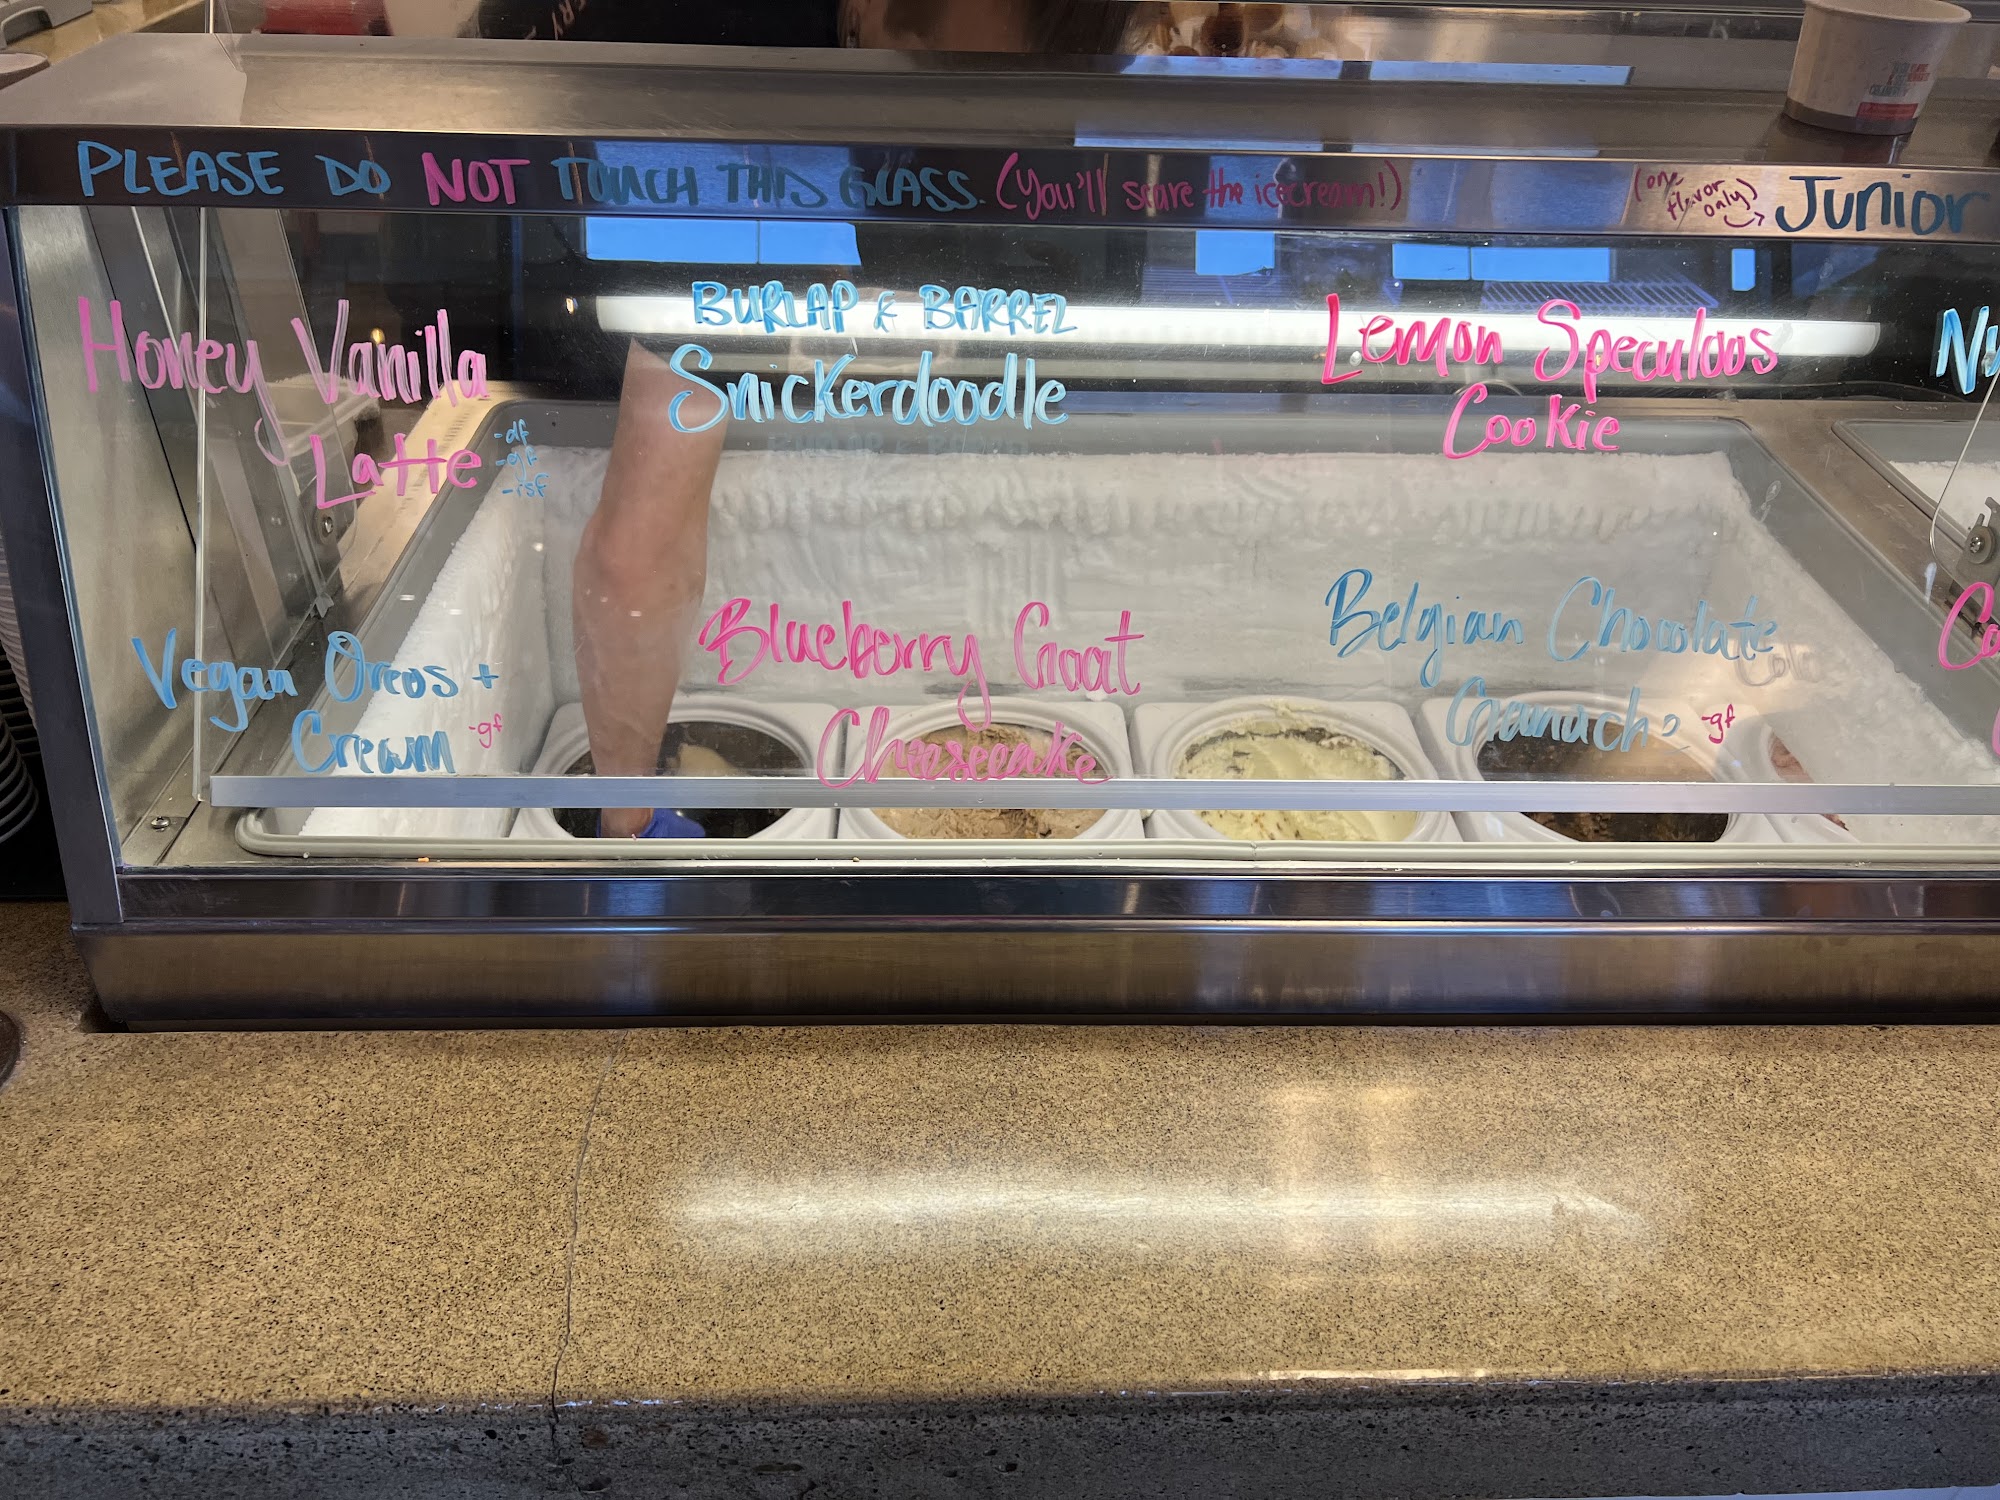 PLEASE DO NOT TOUCH THIS GLASS. (You'll scare the icecream!)
(one
flavor
only)
Junior
Honey Vanilla
Latte
-df
-gf
-rsf
BURLAP & BARREL
Snickerdoodle
Lemon Speculoos
Cookie
Vegan Oreos +
Cream -gf
Blueberry Goat
Cheesecake
Belgian Chocolate
Ganache -gf